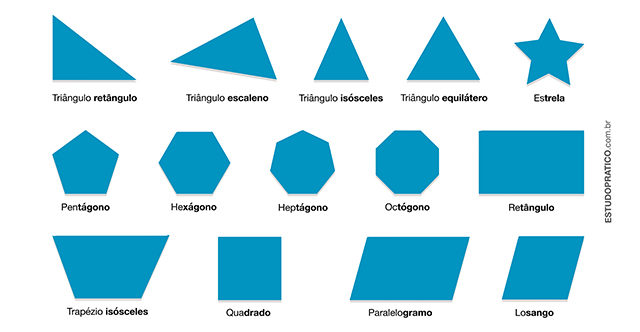 Triângulo retângulo
Triângulo escaleno
Triângulo isósceles
Triângulo equilátero
Estrela
Pentágono
Hexágono
Heptágono
Octógono
Retângulo
Trapézio isósceles
Quadrado
Paralelogramo
Losango
ESTUDOPRATICO.com.br